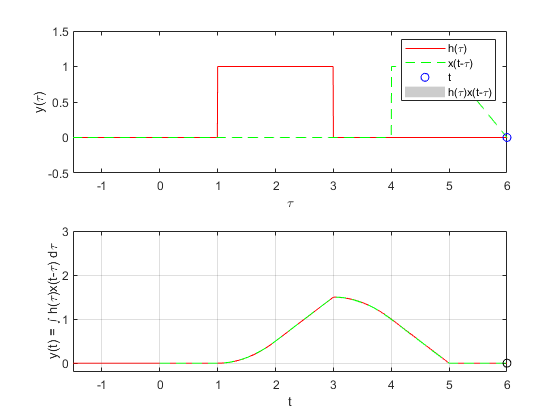 1.5
1
0.5
0
-0.5
y(τ)
h(τ)
x(t-τ)
t
h(τ)x(t-τ)
-1 0 1 2 3 4 5 6
τ
3
2
1
0
y(t) = ∫ h(τ)x(t-τ) dτ
-1 0 1 2 3 4 5 6
t